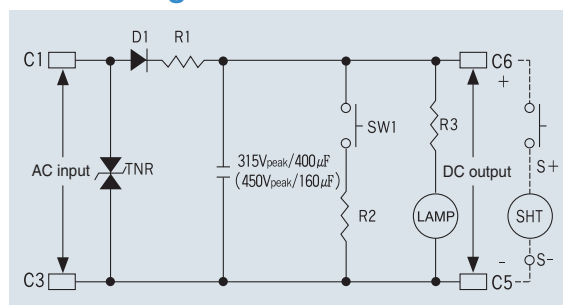 D1 R1
C1
C6
+
SW1
R3
S+
AC input
TNR
315Vpeak/400μF
(450Vpeak/160μF)
DC output
R2
LAMP
SHT
-
S-
C3
C5